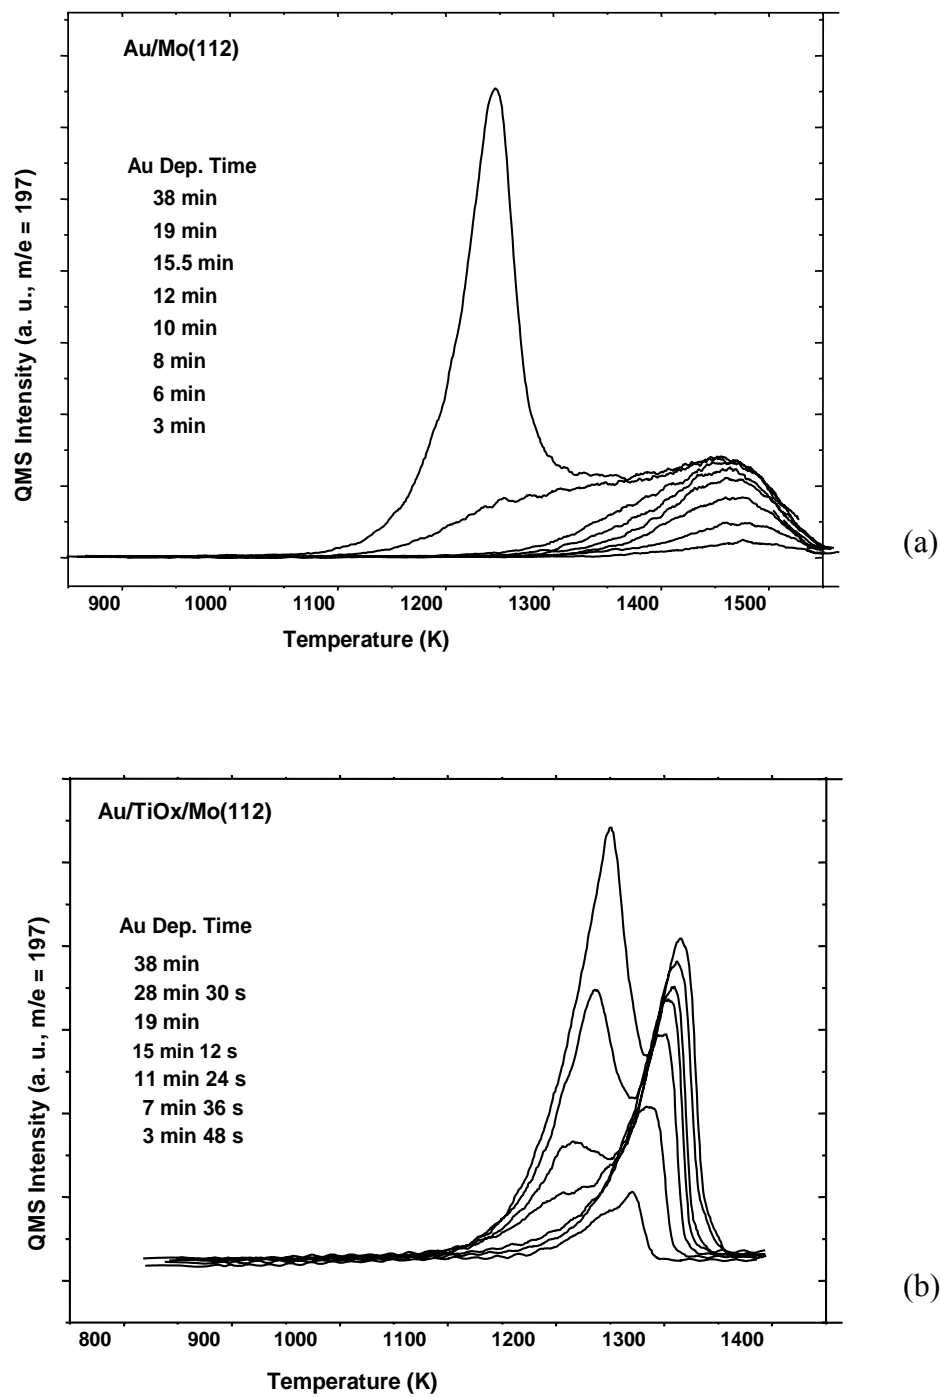 Au/Mo(112)
Au Dep. Time
38 min
19 min
15.5 min
12 min
10 min
8 min
6 min
3 min
QMS Intensity (a. u., m/e = 197)
900 1000 1100 1200 1300 1400 1500
Temperature (K)
(a)
Au/TiOx/Mo(112)
Au Dep. Time
38 min
28 min 30 s
19 min
15 min 12 s
11 min 24 s
7 min 36 s
3 min 48 s
QMS Intensity (a. u., m/e = 197)
800 900 1000 1100 1200 1300 1400
Temperature (K)
(b)